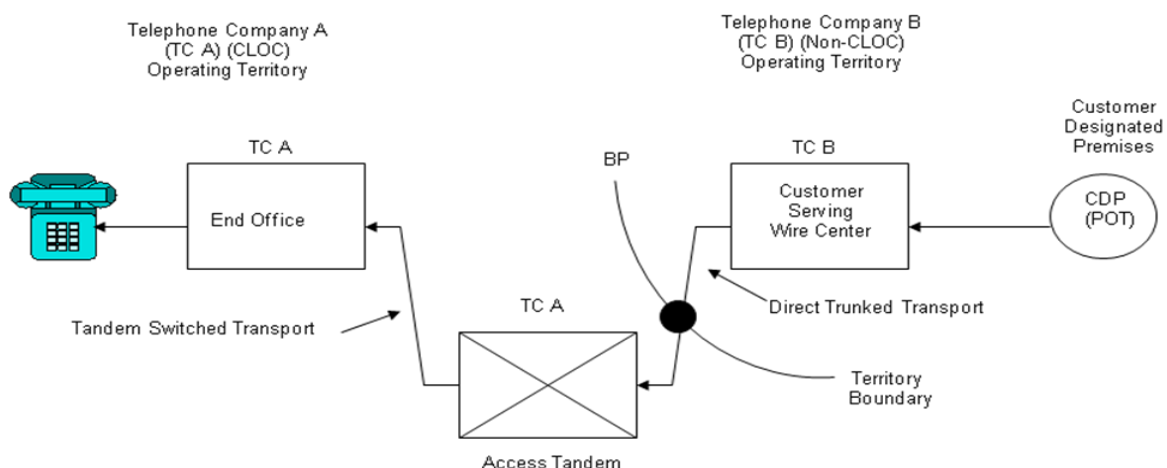 Telephone Company A
(TC A) (CLOC)
Operating Territory
Telephone Company B
(TC B) (Non-CLOC)
Operating Territory
Customer
Designated
Premises
TC A
BP
TC B
End Office
Customer
Serving
Wire Center
CDP
(POT)
TC A
Direct Trunked Transport
Tandem Switched Transport
Territory
Boundary
Access Tandem